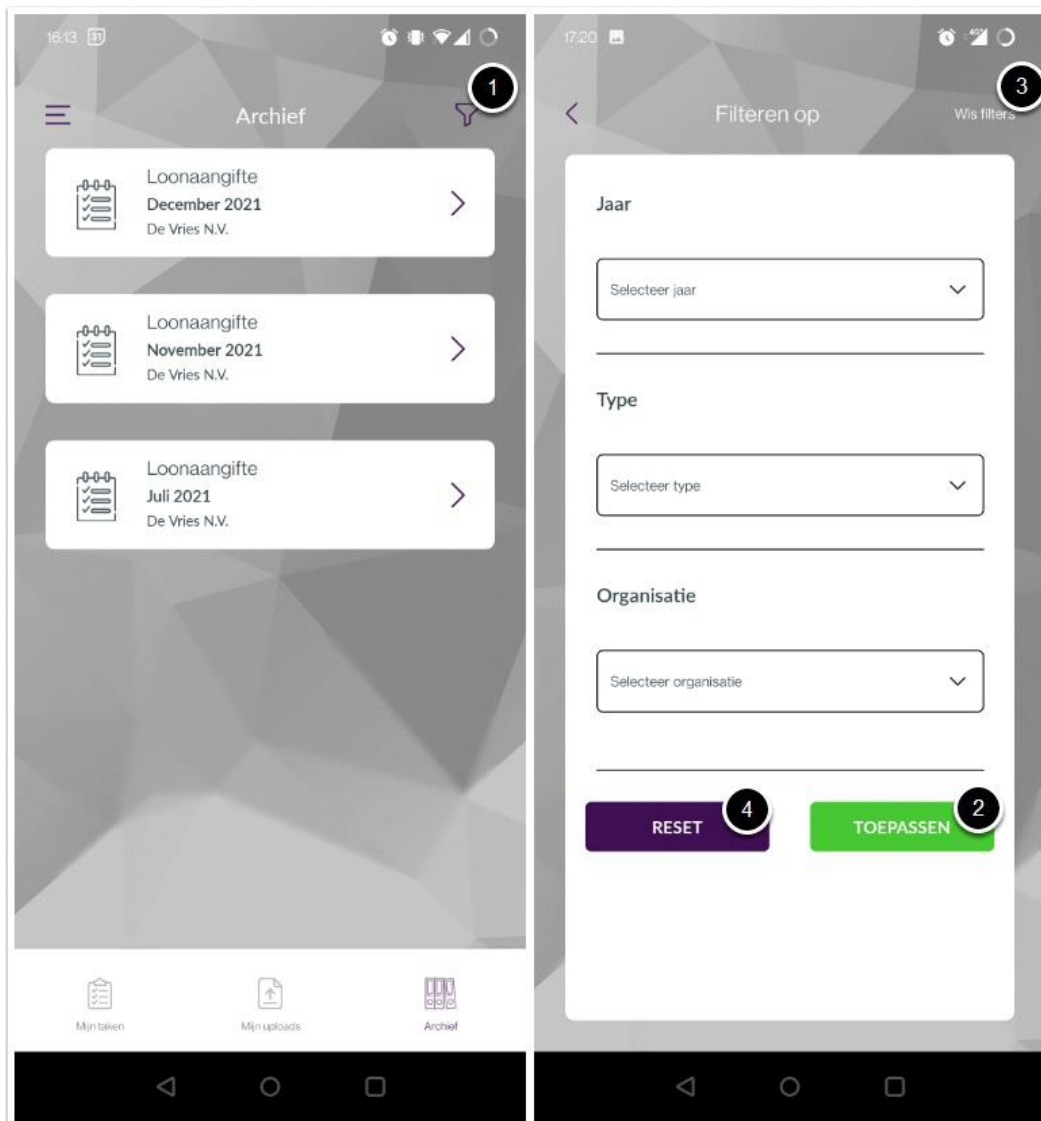 16:13 31
1
Archief
Loonaangifte
December 2021
De Vries N.V.
Loonaangifte
November 2021
De Vries N.V.
Loonaangifte
Juli 2021
De Vries N.V.
Mijn taken
Mijn uploads
Archief
17:20 4G+
3
Filteren op
Wis filters
Jaar
Selecteer jaar
Type
Selecteer type
Organisatie
Selecteer organisatie
4
2
RESET
TOEPASSEN